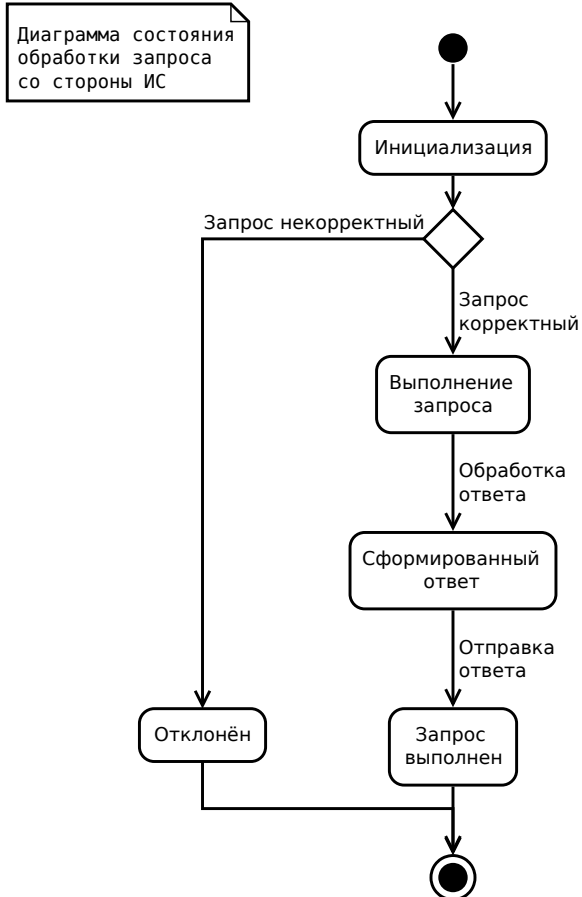 Диаграмма состояния
обработки запроса
со стороны ИС
Инициализация
Запрос некорректный
Запрос
корректный
Выполнение
запроса
Обработка
ответа
Сформированный
ответ
Отправка
ответа
Отклонён
Запрос
выполнен